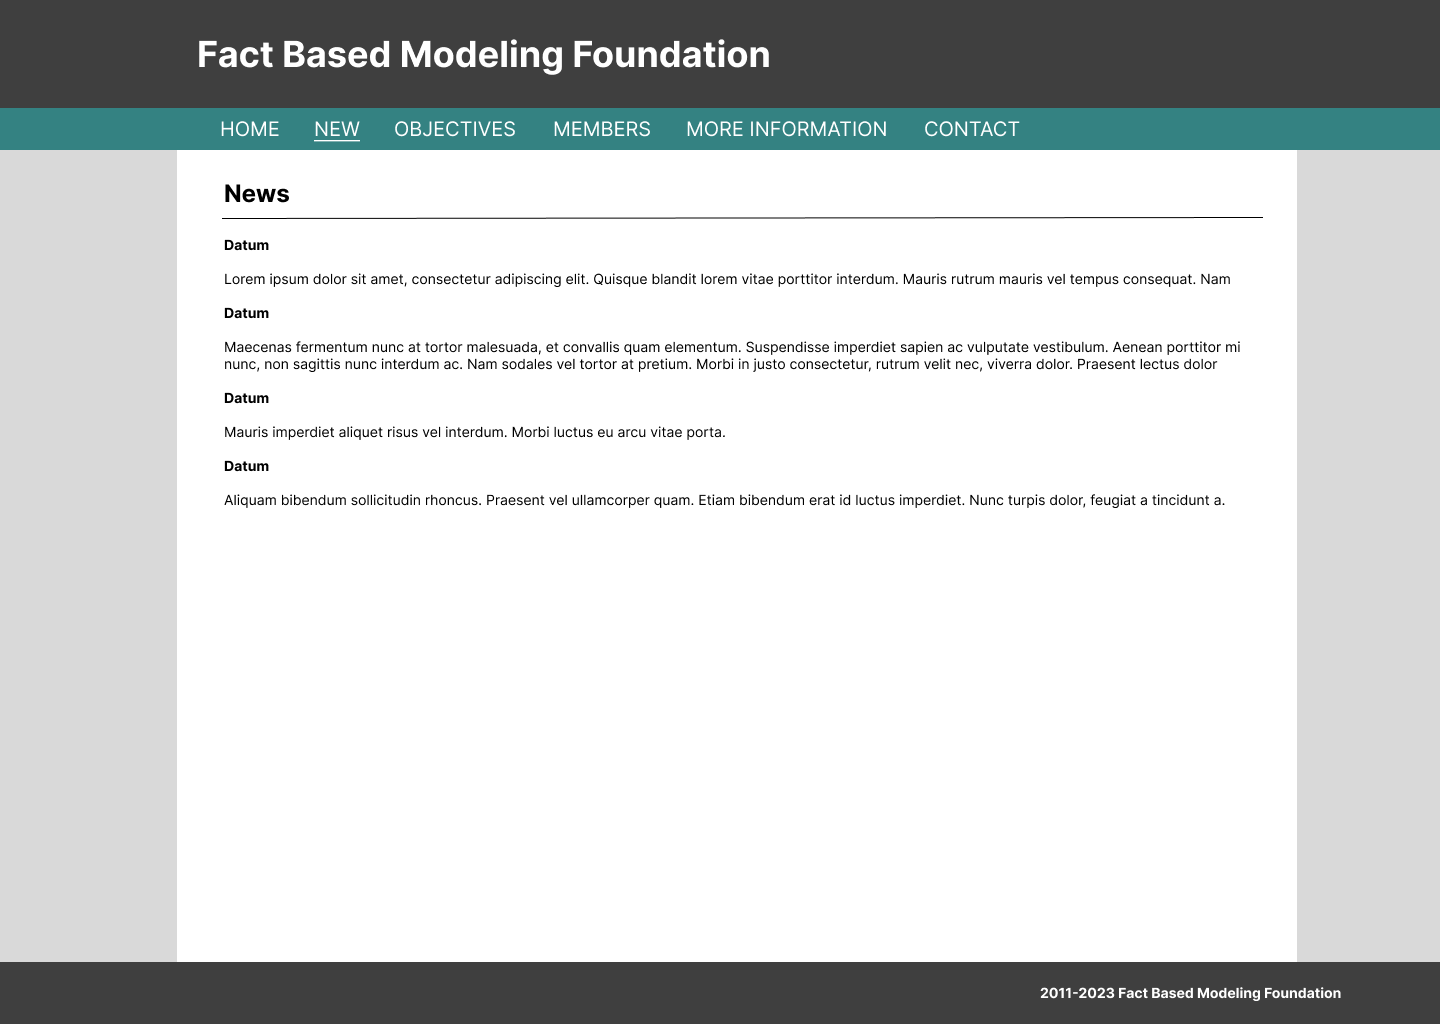 Fact Based Modeling Foundation
HOME NEW OBJECTIVES MEMBERS MORE INFORMATION CONTACT
News
Datum
Lorem ipsum dolor sit amet, consectetur adipiscing elit. Quisque blandit lorem vitae porttitor interdum. Mauris rutrum mauris vel tempus consequat. Nam
Datum
Maecenas fermentum nunc at tortor malesuada, et convallis quam elementum. Suspendisse imperdiet sapien ac vulputate vestibulum. Aenean porttitor mi
nunc, non sagittis nunc interdum ac. Nam sodales vel tortor at pretium. Morbi in justo consectetur, rutrum velit nec, viverra dolor. Praesent lectus dolor
Datum
Mauris imperdiet aliquet risus vel interdum. Morbi luctus eu arcu vitae porta.
Datum
Aliquam bibendum sollicitudin rhoncus. Praesent vel ullamcorper quam. Etiam bibendum erat id luctus imperdiet. Nunc turpis dolor, feugiat a tincidunt a.
2011-2023 Fact Based Modeling Foundation